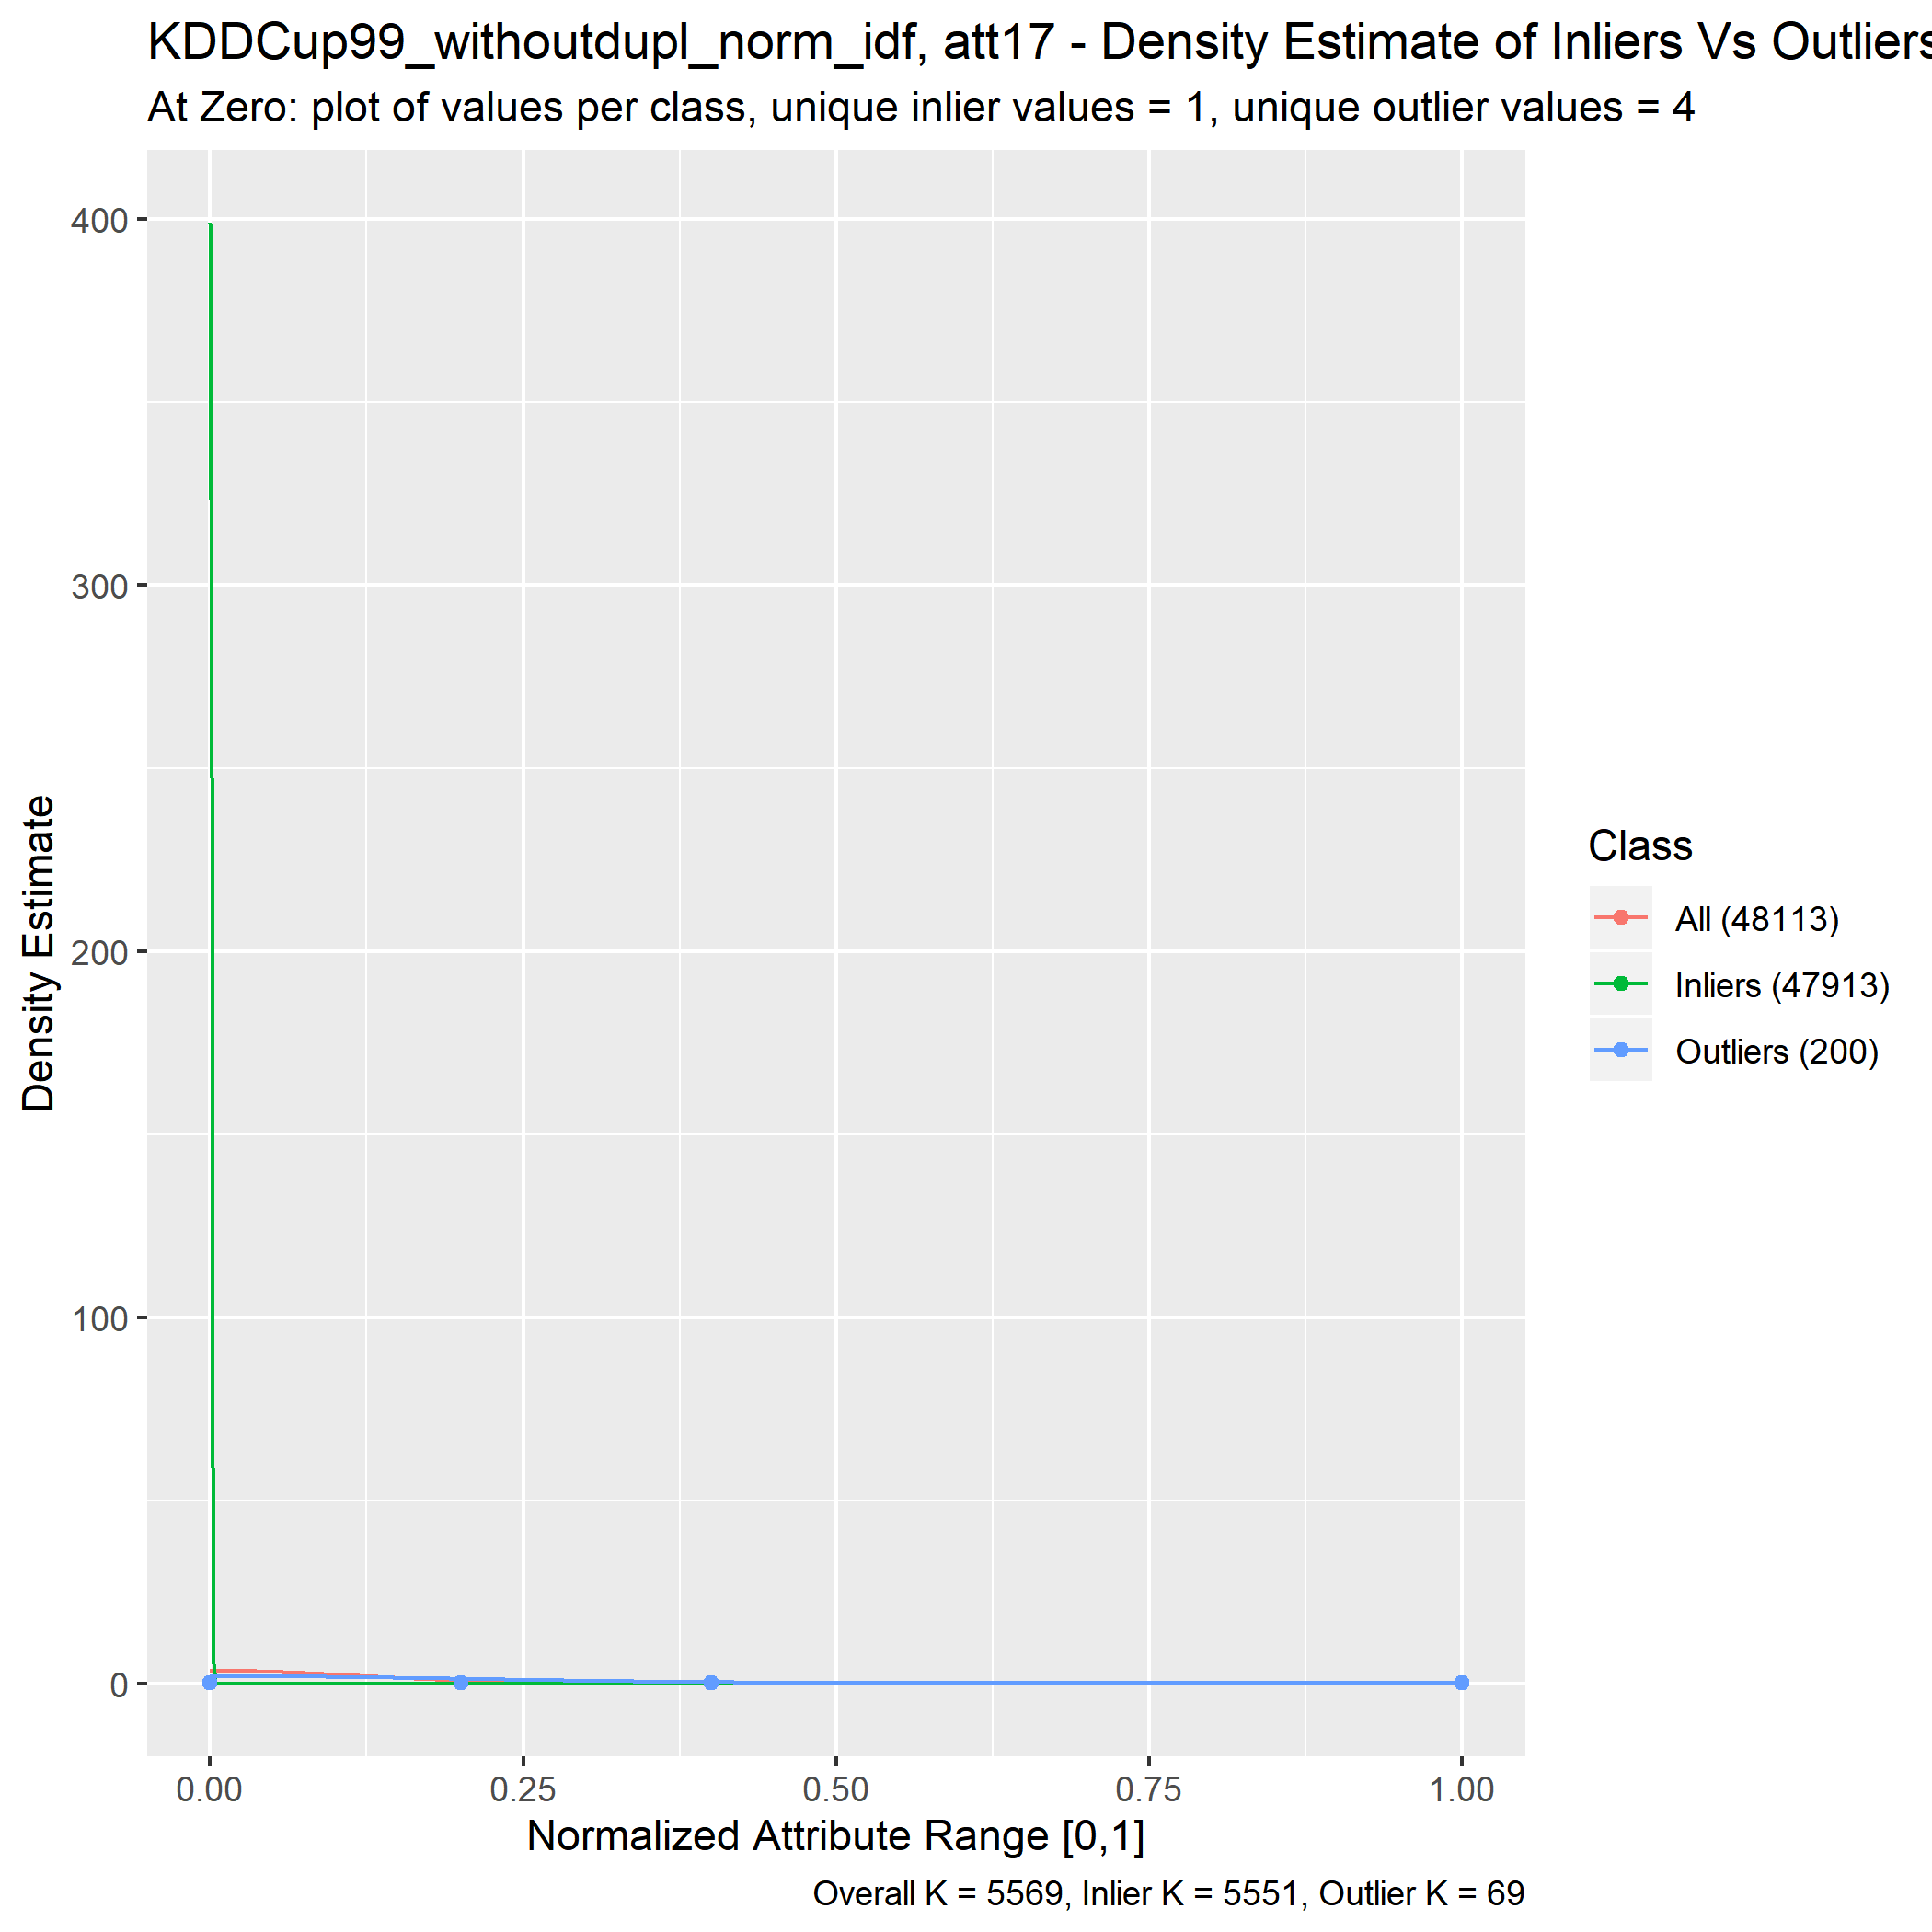 KDDCup99_withoutdupl_norm_idf, att17 - Density Estimate of Inliers Vs Outliers
At Zero: plot of values per class, unique inlier values = 1, unique outlier values = 4
400
300
200
100
0
Density Estimate
0.00 0.25 0.50 0.75 1.00
Normalized Attribute Range [0,1]
Overall K = 5569, Inlier K = 5551, Outlier K = 69
Class
All (48113)
Inliers (47913)
Outliers (200)